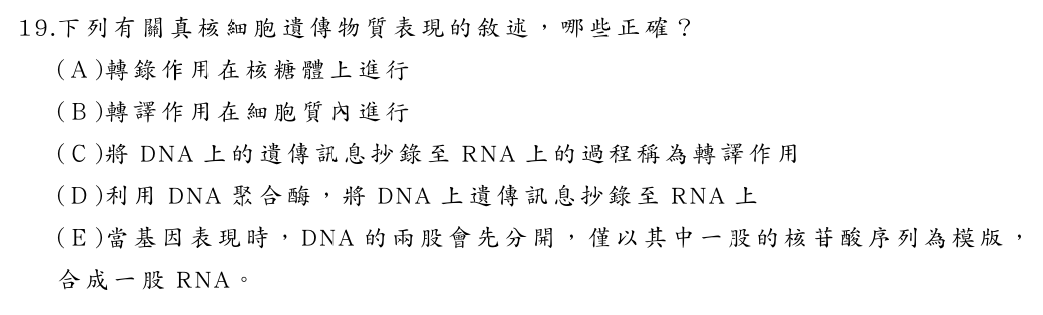 19.下列有關真核細胞遺傳物質表現的敘述，哪些正確？
(A)轉錄作用在核糖體上進行
(B)轉譯作用在細胞質內進行
(C)將 DNA 上的遺傳訊息抄錄至 RNA 上的過程稱為轉譯作用
(D)利用 DNA 聚合酶，將 DNA 上遺傳訊息抄錄至 RNA 上
(E)當基因表現時，DNA 的兩股會先分開，僅以其中一股的核苷酸序列為模版，
合成一股 RNA。